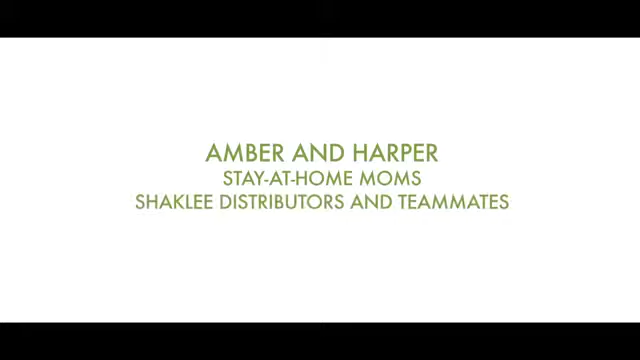 AMBER AND HARPER
STAY-AT-HOME MOMS
SHAKLEE DISTRIBUTORS AND TEAMMATES